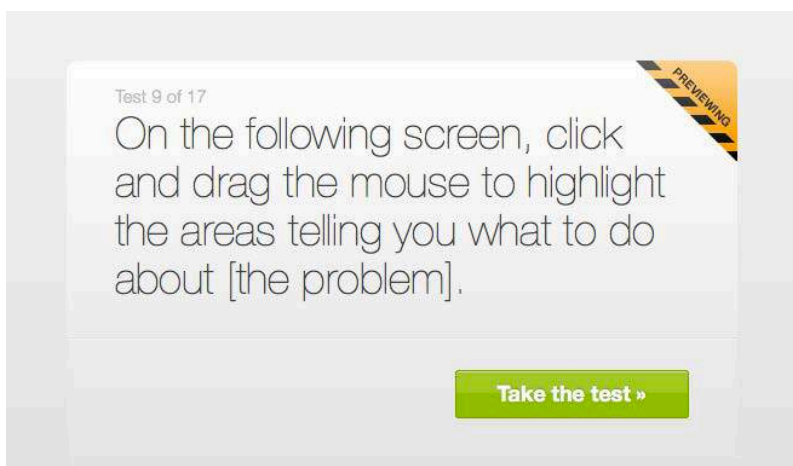 PREVIEWING
Test 9 of 17
On the following screen, click
and drag the mouse to highlight
the areas telling you what to do
about [the problem].
Take the test »